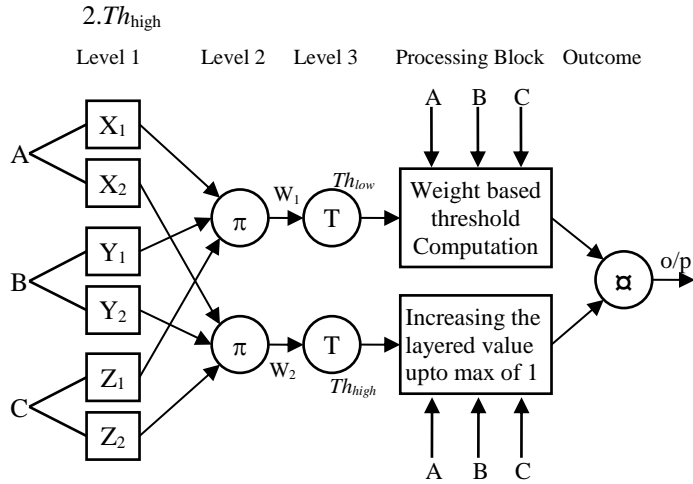 2.Th_high
Level 1 Level 2 Level 3 Processing Block Outcome
A B C
A
X₁
X₂
B
Y₁
Y₂
C
Z₁
Z₂
π
W₁
T
Th_low
Weight based
threshold
Computation
π
W₂
T
Th_high
Increasing the
layered value
upto max of 1
A B C
¤
o/p